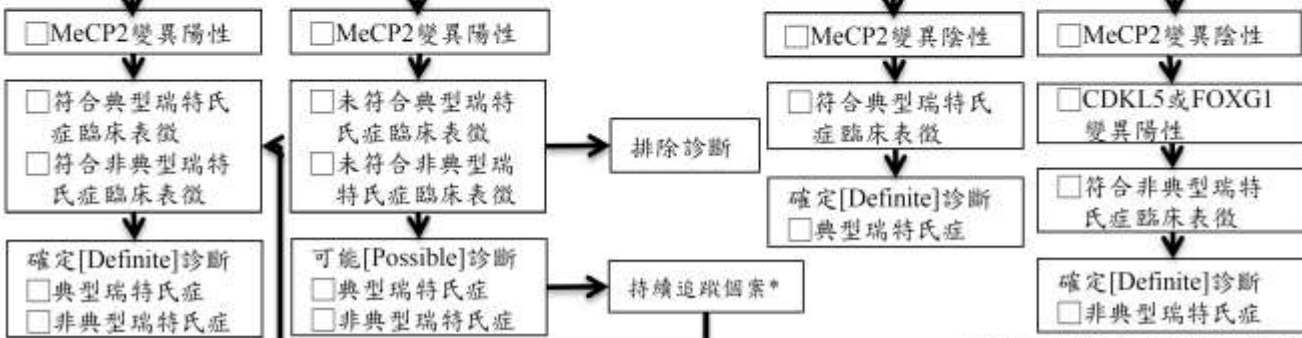 □MeCP2變異陽性
□符合典型瑞特氏
症臨床表徵
□符合非典型瑞特
氏症臨床表徵
確定[Definite]診斷
□典型瑞特氏症
□非典型瑞特氏症
□MeCP2變異陽性
□未符合典型瑞特
氏症臨床表徵
□未符合非典型瑞
特氏症臨床表徵
排除診斷
可能[Possible]診斷
□典型瑞特氏症
□非典型瑞特氏症
持續追蹤個案*
□MeCP2變異陰性
□符合典型瑞特氏
症臨床表徵
確定[Definite]診斷
□典型瑞特氏症
□MeCP2變異陰性
□CDKL5或FOXG1
變異陽性
□符合非典型瑞特
氏症臨床表徵
確定[Definite]診斷
□非典型瑞特氏症